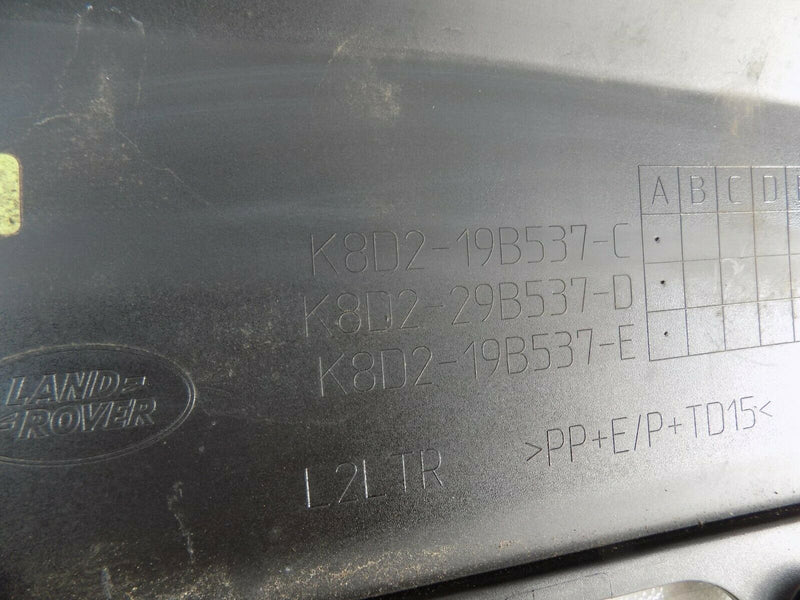 A B C D
K8D2-19B537-C
K8D2-29B537-D
K8D2-19B537-E
LAND-
-ROVER
>PP+E/P+TD15<
L2LTR